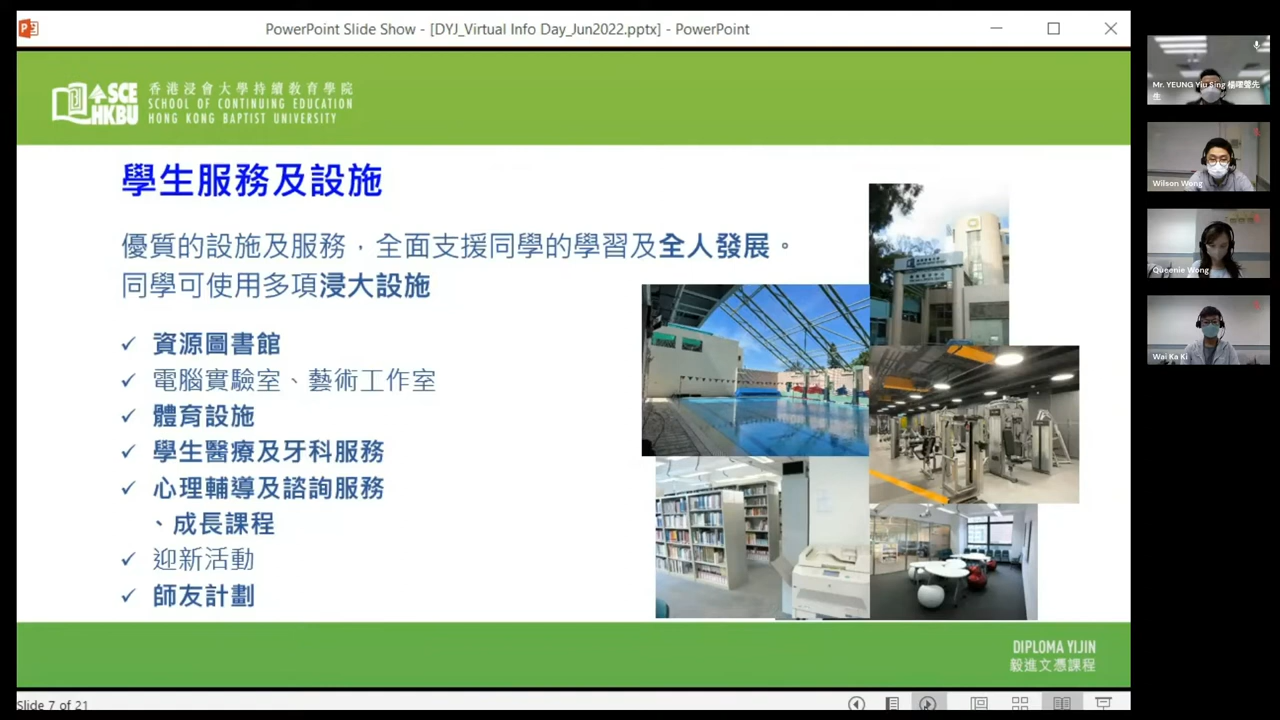 PowerPoint Slide Show - [DYJ_Virtual Info Day_Jun2022.pptx] - PowerPoint
SCE
HKBU
香港浸會大學持續教育學院
SCHOOL OF CONTINUING EDUCATION
HONG KONG BAPTIST UNIVERSITY
學生服務及設施
優質的設施及服務，全面支援同學的學習及全人發展。
同學可使用多項浸大設施
✓ 資源圖書館
✓ 電腦實驗室、藝術工作室
✓ 體育設施
✓ 學生醫療及牙科服務
✓ 心理輔導及諮詢服務
、成長課程
✓ 迎新活動
✓ 師友計劃
DIPLOMA YIJIN
毅進文憑課程
Slide 7 of 21
Mr. YEUNG Yiu Sing 楊曜聲先
生
Wilson Wong
Queenie Wong
Wai Ka Ki